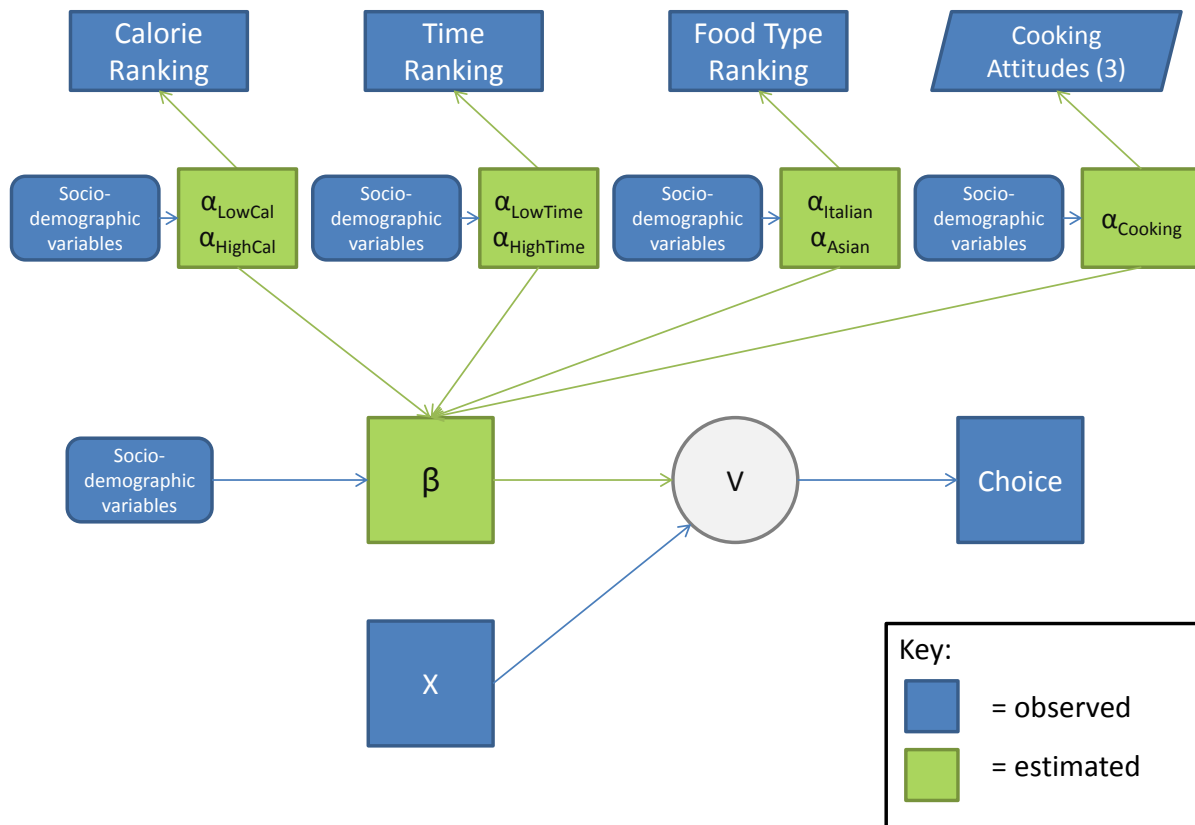 Calorie
Ranking
Time
Ranking
Food Type
Ranking
Cooking
Attitudes (3)
Socio-
demographic
variables
αLowCal
αHighCal
Socio-
demographic
variables
αLowTime
αHighTime
Socio-
demographic
variables
αItalian
αAsian
Socio-
demographic
variables
αCooking
Socio-
demographic
variables
β
V
Choice
X
Key:
= observed
= estimated